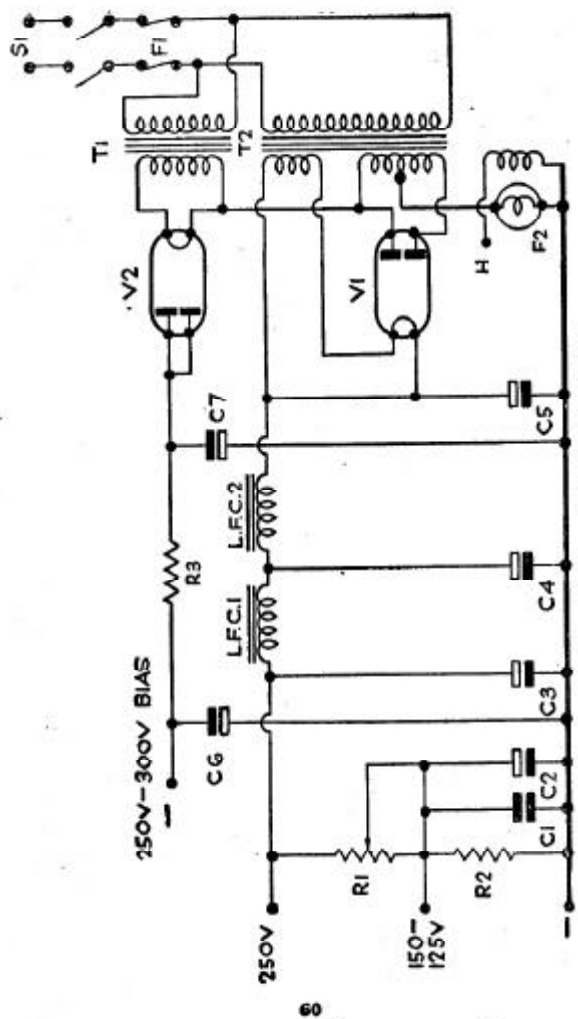 S1
F1
T1
T2
V2
V1
H
F2
C7
C5
L.F.C.2
L.F.C.1
R3
C4
C3
250V-300V BIAS
—
C6
C2
C1
R1
R2
250V
150-
125V
—
60